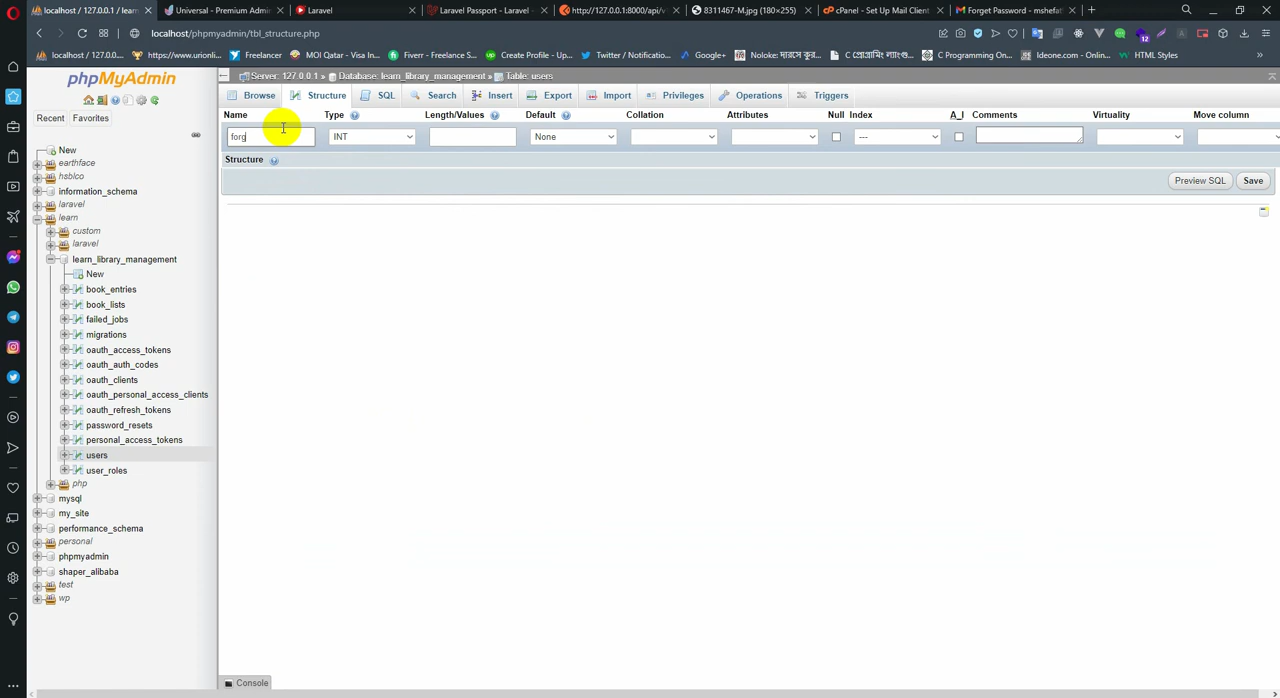 localhost / 127.0.0.1 / learn
Universal - Premium Admi
Laravel
Laravel Passport - Laravel -
http://127.0.0.1:8000/api/v
8311467-M.jpg (180×255)
cPanel - Set Up Mail Client
Forget Password - mshefat
localhost/phpmyadmin/tbl_structure.php
localhost / 127.0.0....
https://www.urionli...
Freelancer
MOI Qatar - Visa In...
Fiverr - Freelance S...
Create Profile - Up...
Twitter / Notificatio...
Google+
C Programming On...
Ideone.com - Onlin...
HTML Styles
phpMyAdmin
Recent
Favorites
New
earthface
hsblco
information_schema
laravel
learn
custom
laravel
learn_library_management
New
book_entries
book_lists
failed_jobs
migrations
oauth_access_tokens
oauth_auth_codes
oauth_clients
oauth_personal_access_clients
oauth_refresh_tokens
password_resets
personal_access_tokens
users
user_roles
php
mysql
my_site
performance_schema
personal
phpmyadmin
shaper_alibaba
test
wp
Server: 127.0.0.1 » Database: learn_library_management » Table: users
Browse Structure SQL Search Insert Export Import Privileges Operations Triggers
Name Type Length/Values Default Collation Attributes Null Index A_I Comments Virtuality Move column
forg INT None ---
Structure
Preview SQL Save
Console